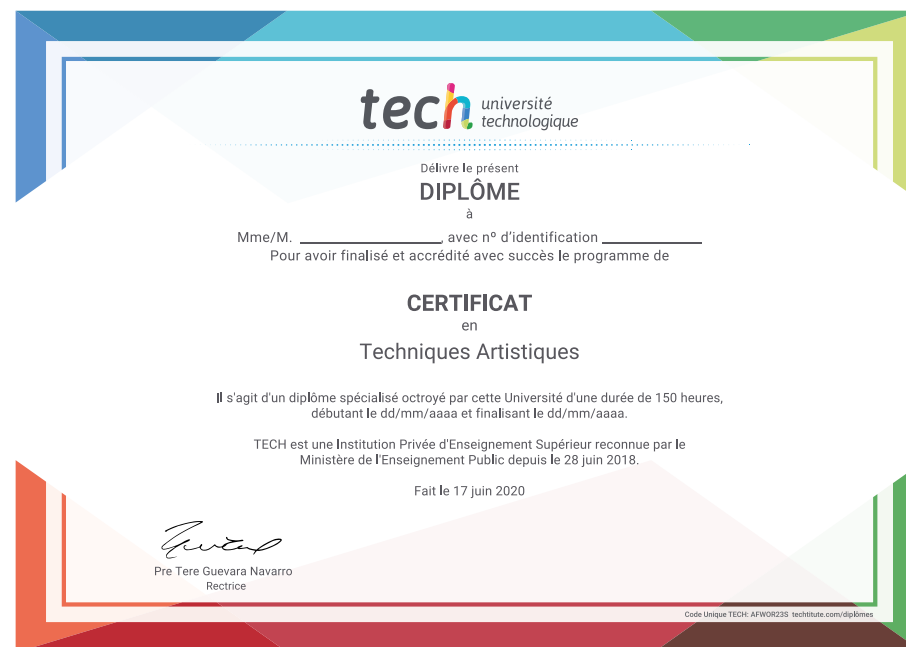 tech université
technologique
Délivre le présent
DIPLÔME
à
Mme/M. ____________________, avec nº d'identification ______________
Pour avoir finalisé et accrédité avec succès le programme de
CERTIFICAT
en
Techniques Artistiques
Il s'agit d'un diplôme spécialisé octroyé par cette Université d'une durée de 150 heures,
débutant le dd/mm/aaaa et finalisant le dd/mm/aaaa.
TECH est une Institution Privée d'Enseignement Supérieur reconnue par le
Ministère de l'Enseignement Public depuis le 28 juin 2018.
Fait le 17 juin 2020
Pre Tere Guevara Navarro
Rectrice
Code Unique TECH: AFWOR23S techtitute.com/diplômes